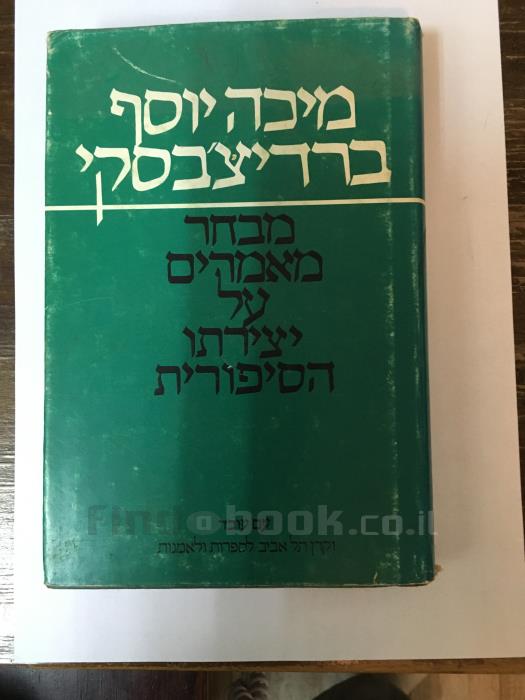 מיכה יוסף
ברדיצ'בסקי
מבחר
מאמרים
על
יצירתו
הסיפורית
עם עובד
וקרן תל אביב לספרות ולאמנות
findabook.co.il